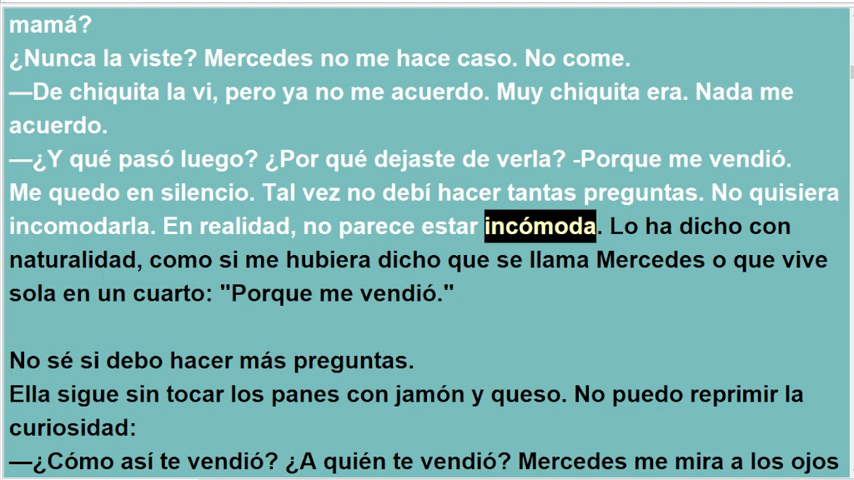 mamá?
¿Nunca la viste? Mercedes no me hace caso. No come.
—De chiquita la vi, pero ya no me acuerdo. Muy chiquita era. Nada me
acuerdo.
—¿Y qué pasó luego? ¿Por qué dejaste de verla? -Porque me vendió.
Me quedo en silencio. Tal vez no debí hacer tantas preguntas. No quisiera
incomodarla. En realidad, no parece estar incómoda. Lo ha dicho con
naturalidad, como si me hubiera dicho que se llama Mercedes o que vive
sola en un cuarto: "Porque me vendió."
No sé si debo hacer más preguntas.
Ella sigue sin tocar los panes con jamón y queso. No puedo reprimir la
curiosidad:
—¿Cómo así te vendió? ¿A quién te vendió? Mercedes me mira a los ojos